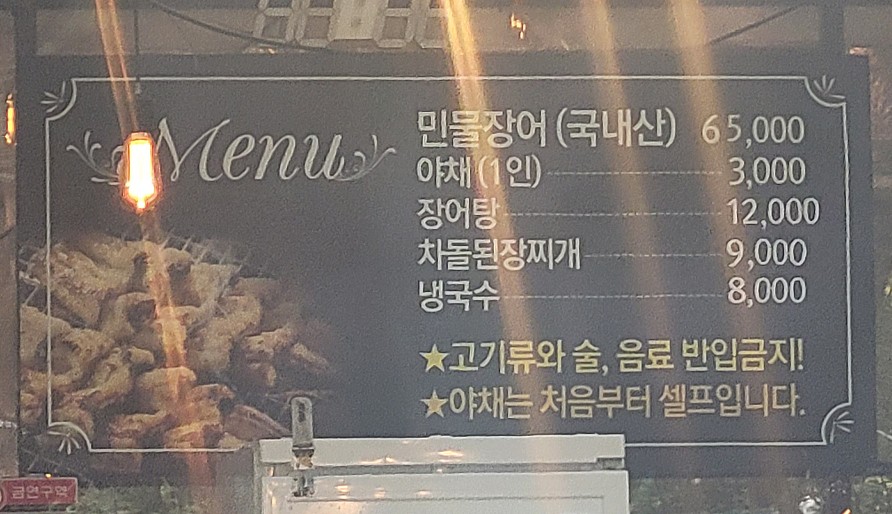 Menu
민물장어 (국내산) 65,000
야채 (1인) 3,000
장어탕 12,000
차돌된장찌개 9,000
냉국수 8,000
★고기류와 술, 음료 반입금지!
★야채는 처음부터 셀프입니다.
금연구역